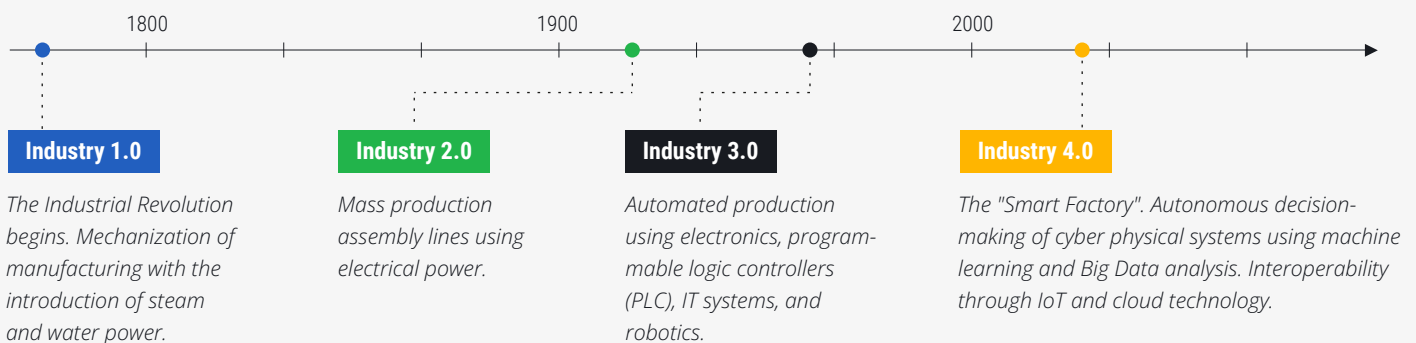 1800 1900 2000
Industry 1.0 Industry 2.0 Industry 3.0 Industry 4.0
The Industrial Revolution
begins. Mechanization of
manufacturing with the
introduction of steam
and water power.
Mass production
assembly lines using
electrical power.
Automated production
using electronics, program-
mable logic controllers
(PLC), IT systems, and
robotics.
The "Smart Factory". Autonomous decision-
making of cyber physical systems using machine
learning and Big Data analysis. Interoperability
through IoT and cloud technology.